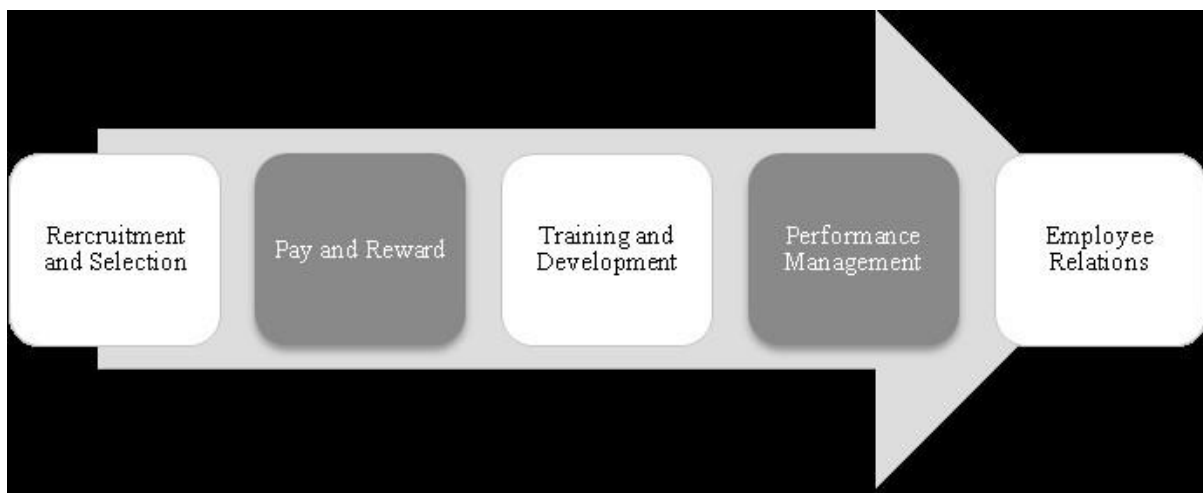 Rercruitment
and Selection
Pay and Reward
Training and
Development
Performance
Management
Employee
Relations